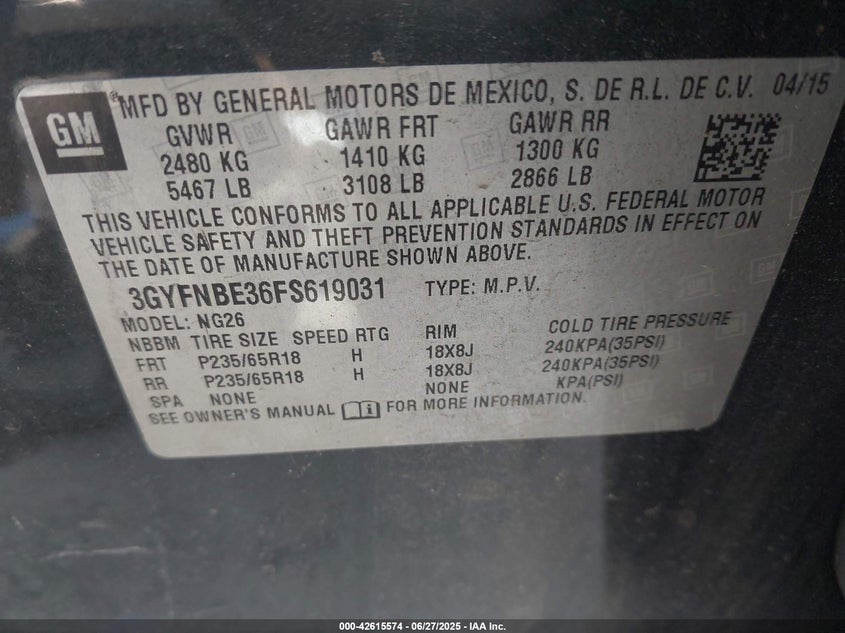 GM
MFD BY GENERAL MOTORS DE MEXICO, S. DE R.L. DE C.V. 04/15
GVWR GAWR FRT GAWR RR
2480 KG 1410 KG 1300 KG
5467 LB 3108 LB 2866 LB
THIS VEHICLE CONFORMS TO ALL APPLICABLE U.S. FEDERAL MOTOR
VEHICLE SAFETY AND THEFT PREVENTION STANDARDS IN EFFECT ON
THE DATE OF MANUFACTURE SHOWN ABOVE.
3GYFNBE36FS619031 TYPE: M.P.V.
MODEL: NG26
NBBM TIRE SIZE SPEED RTG RIM COLD TIRE PRESSURE
FRT P235/65R18 H 18X8J 240KPA(35PSI)
RR P235/65R18 H 18X8J 240KPA(35PSI)
SPA NONE NONE KPA(PSI)
SEE OWNER'S MANUAL FOR MORE INFORMATION.
000-42615574 | 06/27/2025 - IAA Inc.